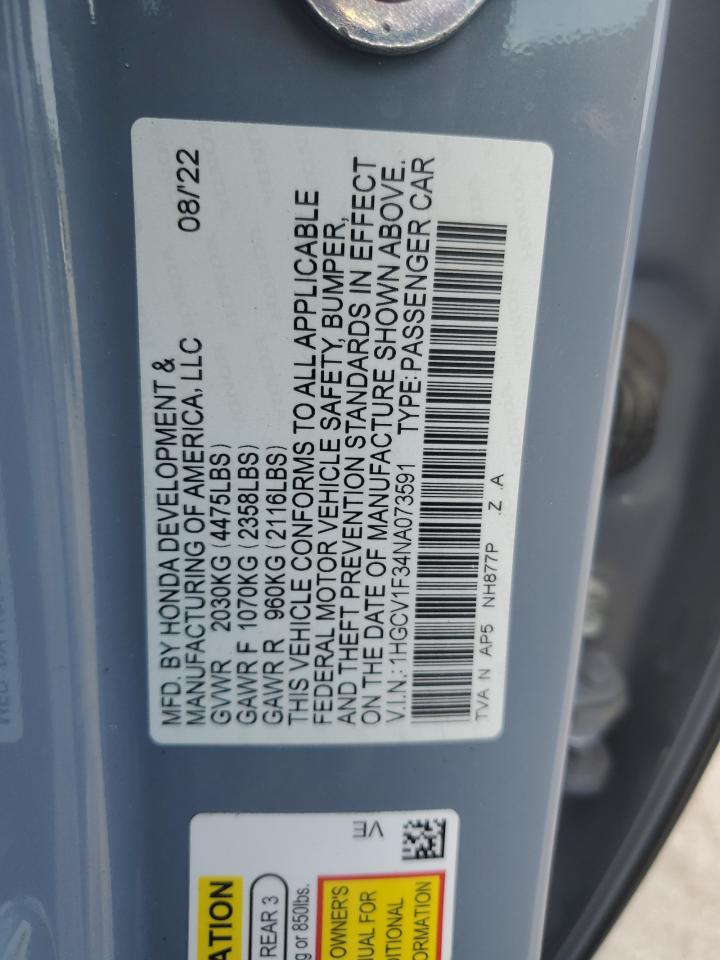 MFD. BY HONDA DEVELOPMENT &
MANUFACTURING OF AMERICA, LLC 08/'22
GVWR 2030KG (4475LBS)
GAWR F 1070KG (2358LBS)
GAWR R 960KG (2116LBS)
THIS VEHICLE CONFORMS TO ALL APPLICABLE
FEDERAL MOTOR VEHICLE SAFETY, BUMPER,
AND THEFT PREVENTION STANDARDS IN EFFECT
ON THE DATE OF MANUFACTURE SHOWN ABOVE.
V.I.N.: 1HGCV1F34NA073591 TYPE: PASSENGER CAR
TVA N AP5 NH877P .Z .A
VE
ATION
REAR 3
g or 850lbs.
OWNER'S
UAL FOR
DITIONAL
ORMATION